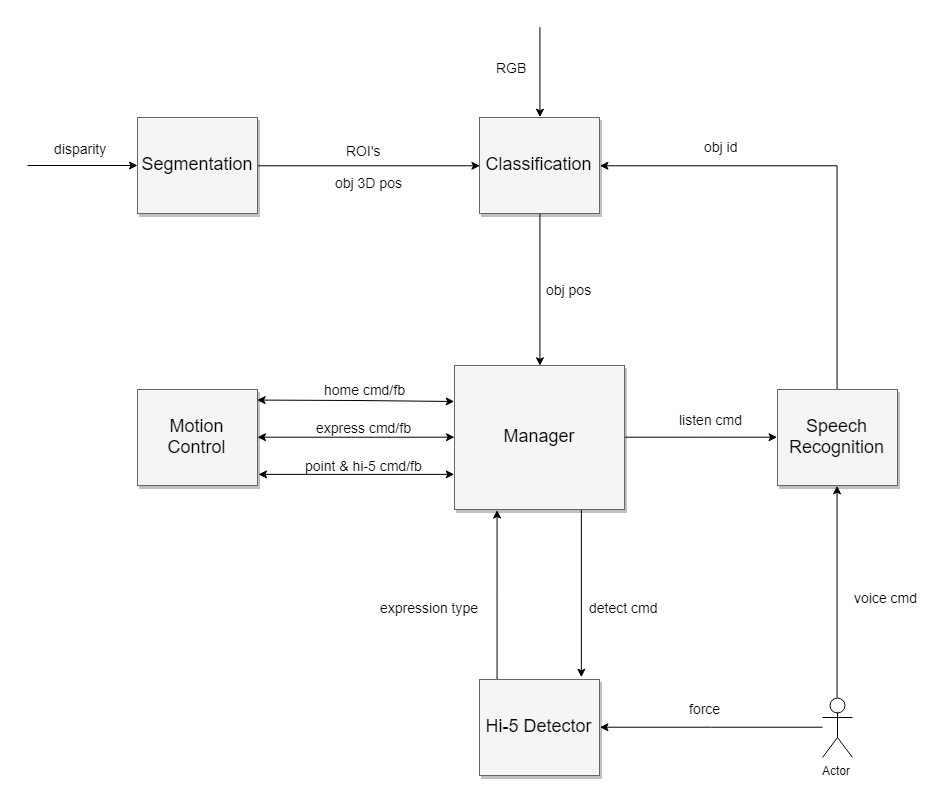 RGB
disparity
Segmentation
ROI's
obj 3D pos
Classification
obj id
obj pos
Motion
Control
home cmd/fb
express cmd/fb
point & hi-5 cmd/fb
Manager
listen cmd
Speech
Recognition
expression type
detect cmd
voice cmd
Hi-5 Detector
force
Actor